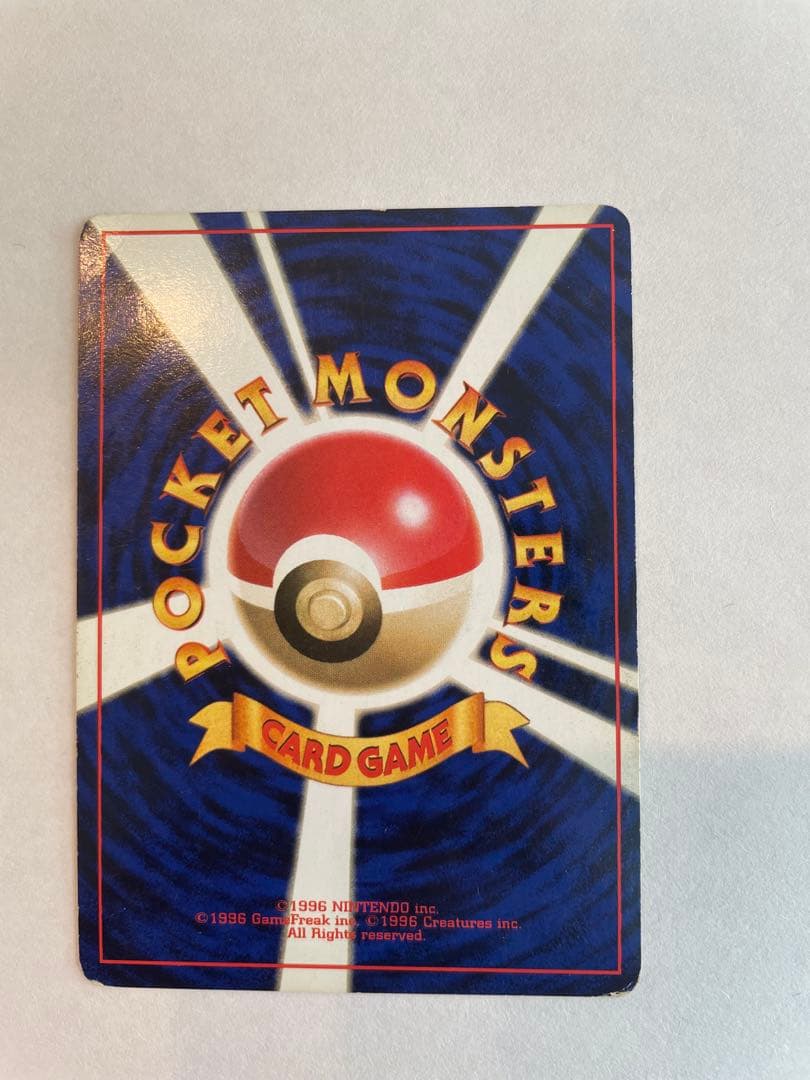 POCKET MONSTERS
CARD GAME
©1996 NINTENDO inc.
©1996 GameFreak inc. ©1996 Creatures inc.
All Rights reserved.